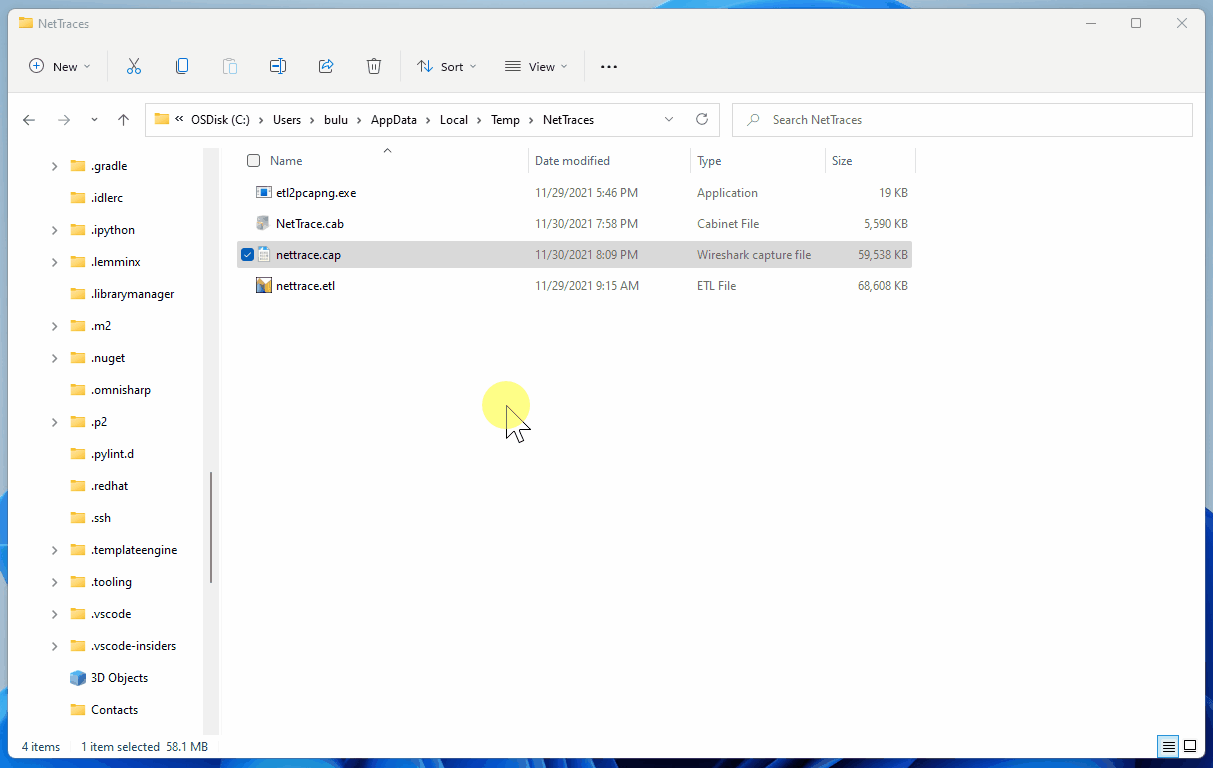 NetTraces
New
Sort
View
« OSDisk (C:) › Users › bulu › AppData › Local › Temp › NetTraces
Search NetTraces
.gradle
.idlerc
.ipython
.lemminx
.librarymanager
.m2
.nuget
.omnisharp
.p2
.pylint.d
.redhat
.ssh
.templateengine
.tooling
.vscode
.vscode-insiders
3D Objects
Contacts
Name Date modified Type Size
etl2pcapng.exe 11/29/2021 5:46 PM Application 19 KB
NetTrace.cab 11/30/2021 7:58 PM Cabinet File 5,590 KB
nettrace.cap 11/30/2021 8:09 PM Wireshark capture file 59,538 KB
nettrace.etl 11/29/2021 9:15 AM ETL File 68,608 KB
4 items 1 item selected 58.1 MB